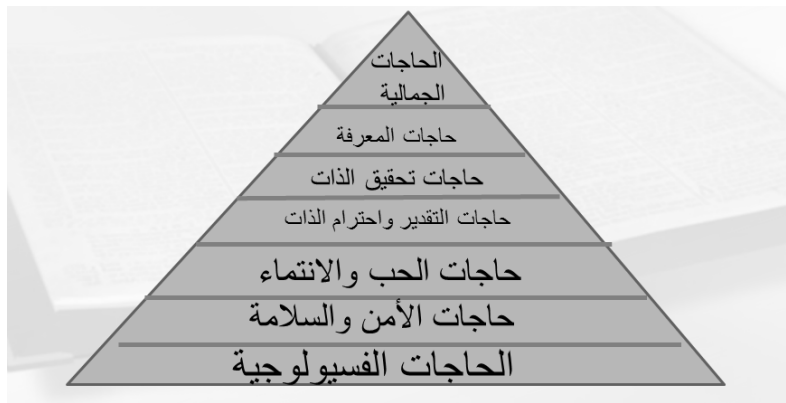 الحاجات
الجمالية
حاجات المعرفة
حاجات تحقيق الذات
حاجات التقدير واحترام الذات
حاجات الحب والانتماء
حاجات الأمن والسلامة
الحاجات الفسيولوجية